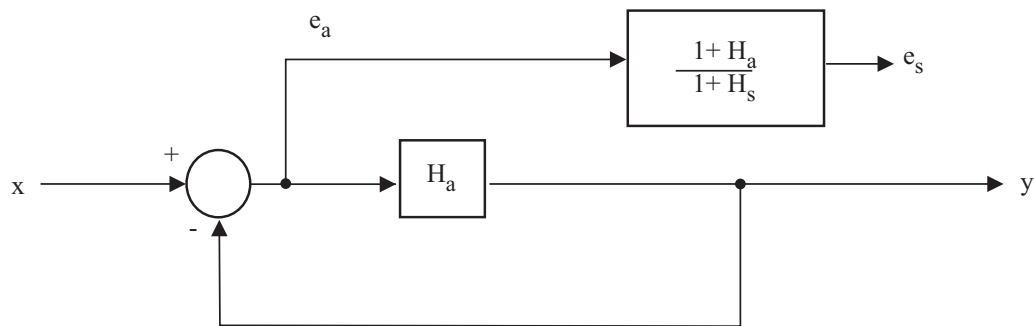 e_a
1+ H_a
1+ H_s
e_s
+
x
H_a
y
-